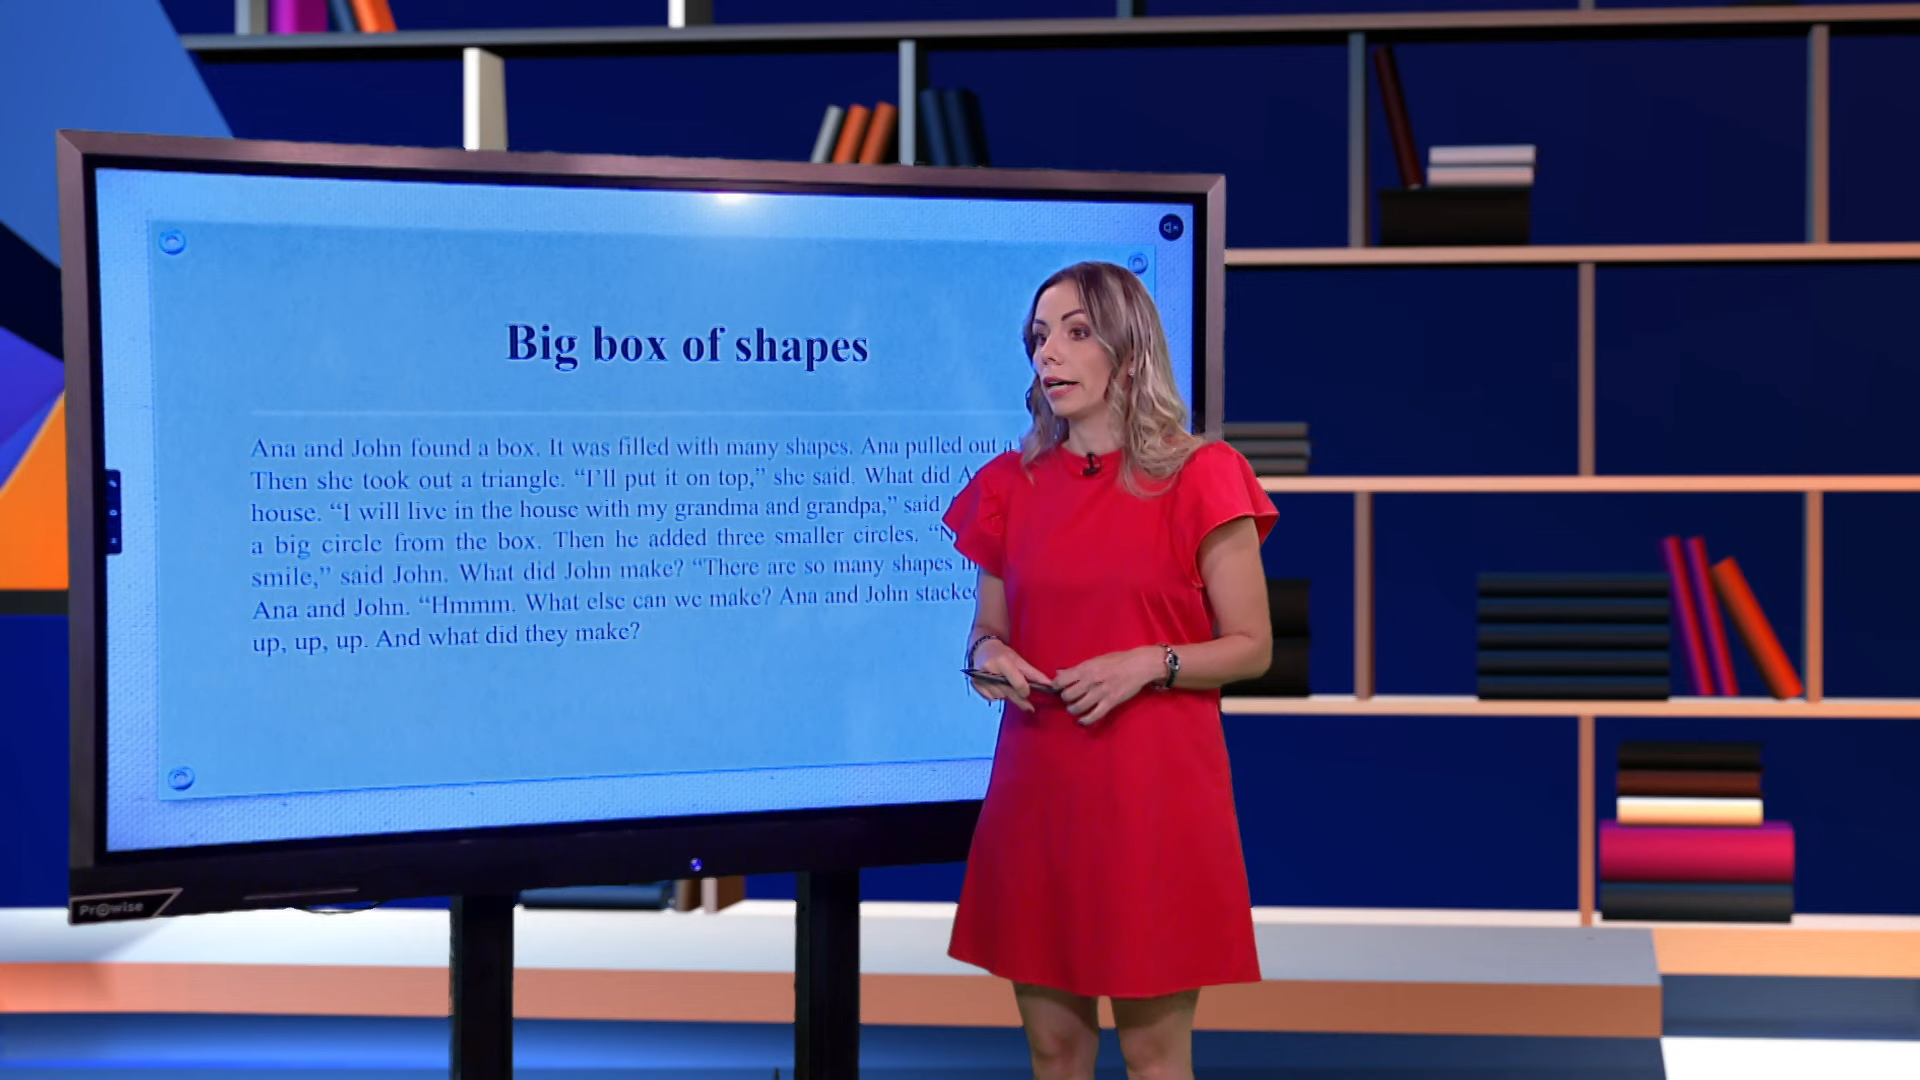 Big box of shapes
Ana and John found a box. It was filled with many shapes. Ana pulled out a
Then she took out a triangle. “I’ll put it on top,” she said. What did
house. “I will live in the house with my grandma and grandpa,” said
a big circle from the box. Then he added three smaller circles.
smile,” said John. What did John make? “There are so many shapes
Ana and John. “Hmmm. What else can we make? Ana and John stacked
up, up, up. And what did they make?
Prowise